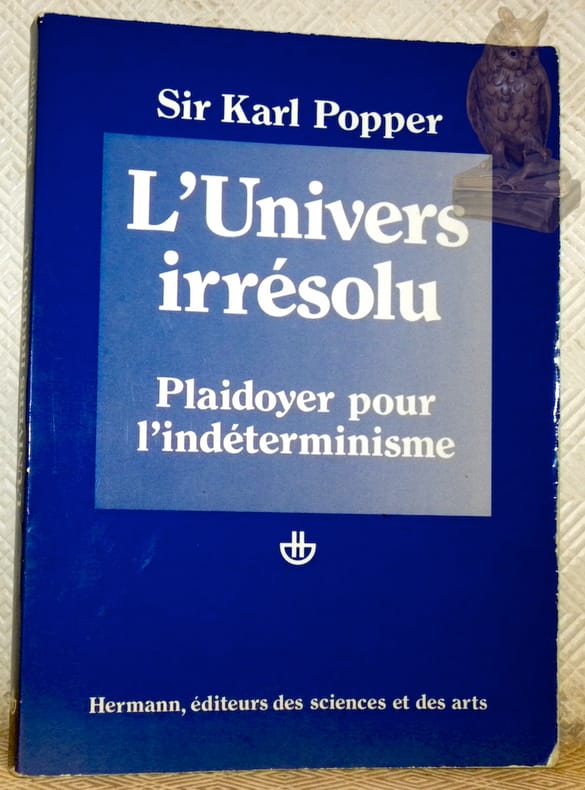 Sir Karl Popper
L'Univers
irrésolu
Plaidoyer pour
l'indéterminisme
Hermann, éditeurs des sciences et des arts